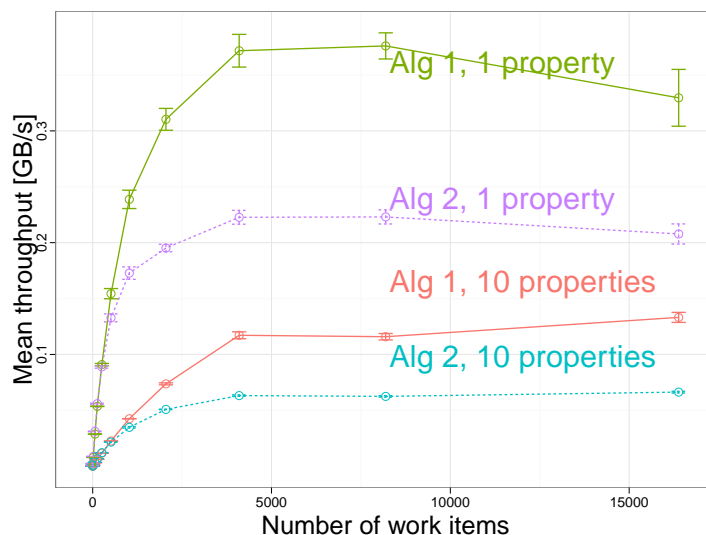 Alg 1, 1 property
0.3
Alg 2, 1 property
0.2
Alg 1, 10 properties
Alg 2, 10 properties
0.1
Mean throughput [GB/s]
0 5000 10000 15000
Number of work items